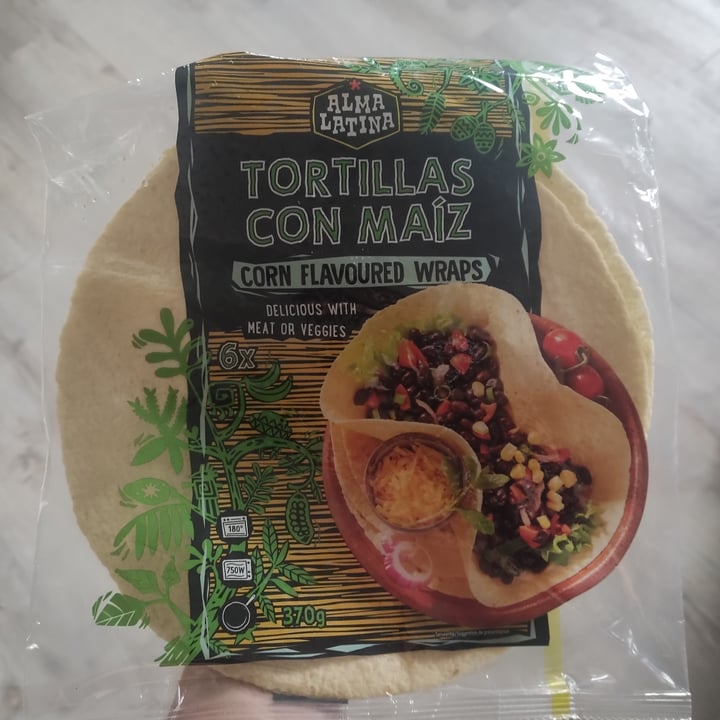 ALMA
LATINA
TORTILLAS
CON MAÍZ
CORN FLAVOURED WRAPS
DELICIOUS WITH
MEAT OR VEGGIES
6x
180°
750W
370g